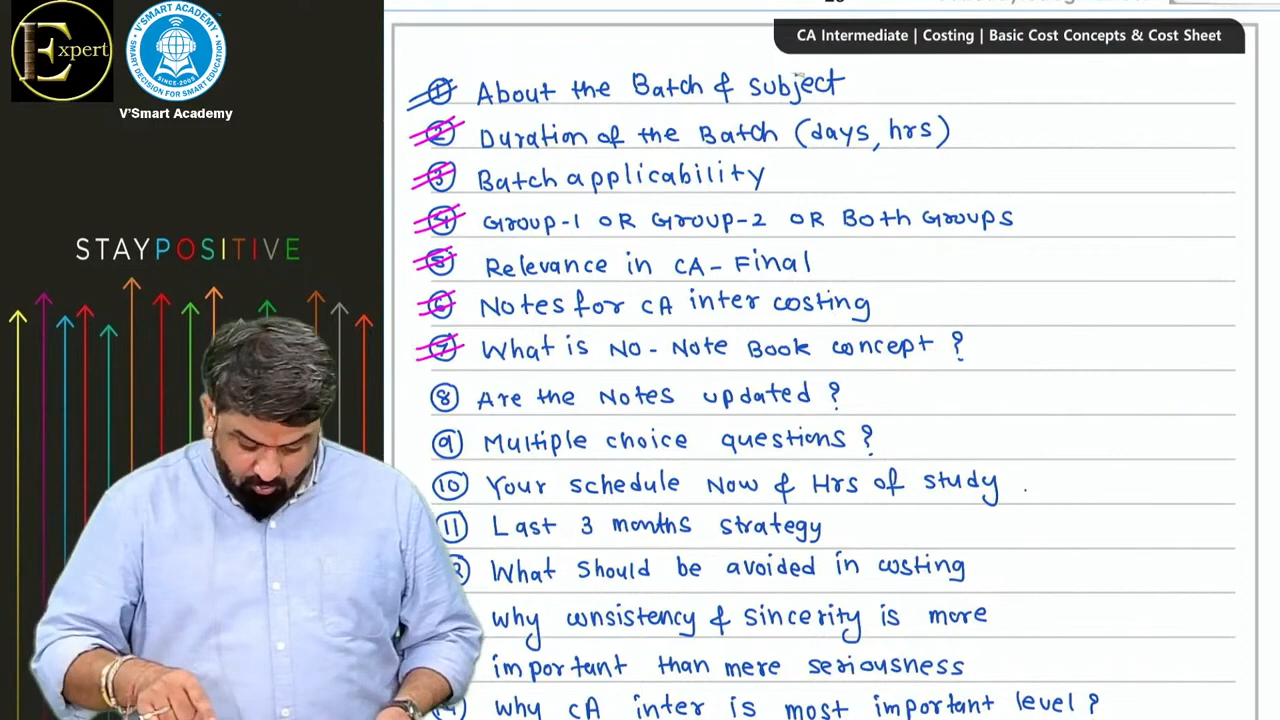 Expert
V'SMART ACADEMY
SMART DECISION FOR SMART EDUCATION
SINCE-2005
V'Smart Academy
STAYPOSITIVE
CA Intermediate | Costing | Basic Cost Concepts & Cost Sheet
① About the Batch & subject
② Duration of the Batch (days, hrs)
③ Batch applicability
④ Group-1 OR Group-2 OR Both Groups
⑤ Relevance in CA-Final
⑥ Notes for CA inter costing
⑦ What is No-Note Book concept ?
⑧ Are the Notes updated ?
⑨ Multiple choice questions ?
⑩ Your schedule Now & Hrs of study .
⑪ Last 3 months strategy
What should be avoided in costing
why consistency & sincerity is more
important than mere seriousness
why CA inter is most important level ?